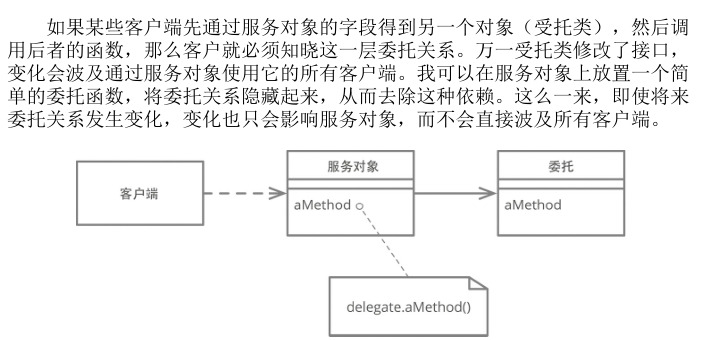 如果某些客户端先通过服务对象的字段得到另一个对象（受托类），然后调
用后者的函数，那么客户就必须知晓这一层委托关系。万一受托类修改了接口，
变化会波及通过服务对象使用它的所有客户端。我可以在服务对象上放置一个简
单的委托函数，将委托关系隐藏起来，从而去除这种依赖。这么一来，即使将来
委托关系发生变化，变化也只会影响服务对象，而不会直接波及所有客户端。
客户端
服务对象
aMethod
委托
aMethod
delegate.aMethod()